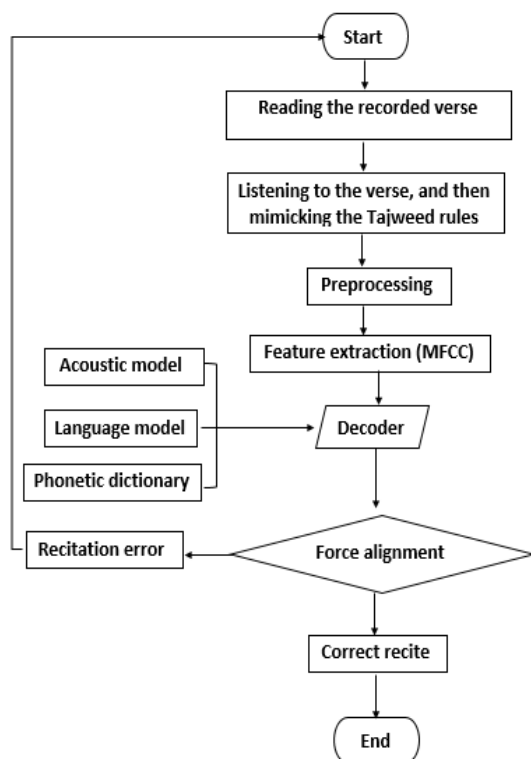 Start
Reading the recorded verse
Listening to the verse, and then
mimicking the Tajweed rules
Preprocessing
Feature extraction (MFCC)
Acoustic model
Language model
Phonetic dictionary
Decoder
Force alignment
Recitation error
Correct recite
End